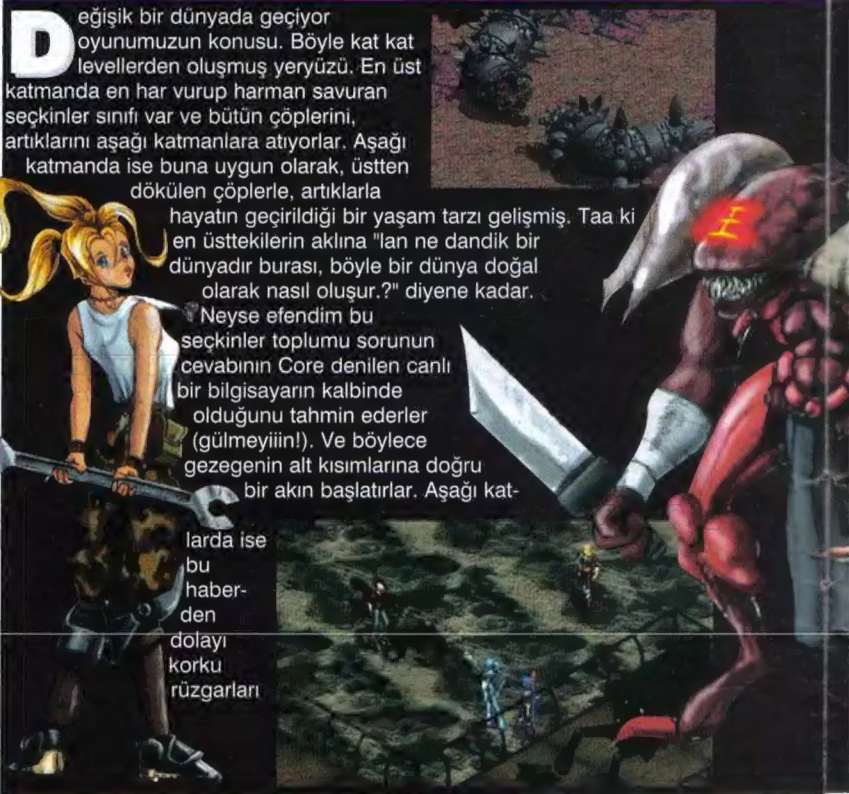 Değişik bir dünyada geçiyor
oyunumuzun konusu. Böyle kat kat
levellerden oluşmuş yeryüzü. En üst
katmanda en har vurup harman savuran
seçkinler sınıfı var ve bütün çöplerini,
artıklarını aşağı katmanlara atıyorlar. Aşağı
katmanda ise buna uygun olarak, üstten
dökülen çöplerle, artıklarla
hayatın geçirildiği bir yaşam tarzı gelişmiş. Taa ki
en üsttekilerin aklına "lan ne dandik bir
dünyadır burası, böyle bir dünya doğal
olarak nasıl oluşur.?" diyene kadar.
Neyse efendim bu
seçkinler toplumu sorunun
cevabının Core denilen canlı
bir bilgisayarın kalbinde
olduğunu tahmin ederler
(gülmeyiiin!). Ve böylece
gezegenin alt kısımlarına doğru
bir akın başlatırlar. Aşağı kat-
larda ise
bu
haber-
den
dolayı
korku
rüzgarları